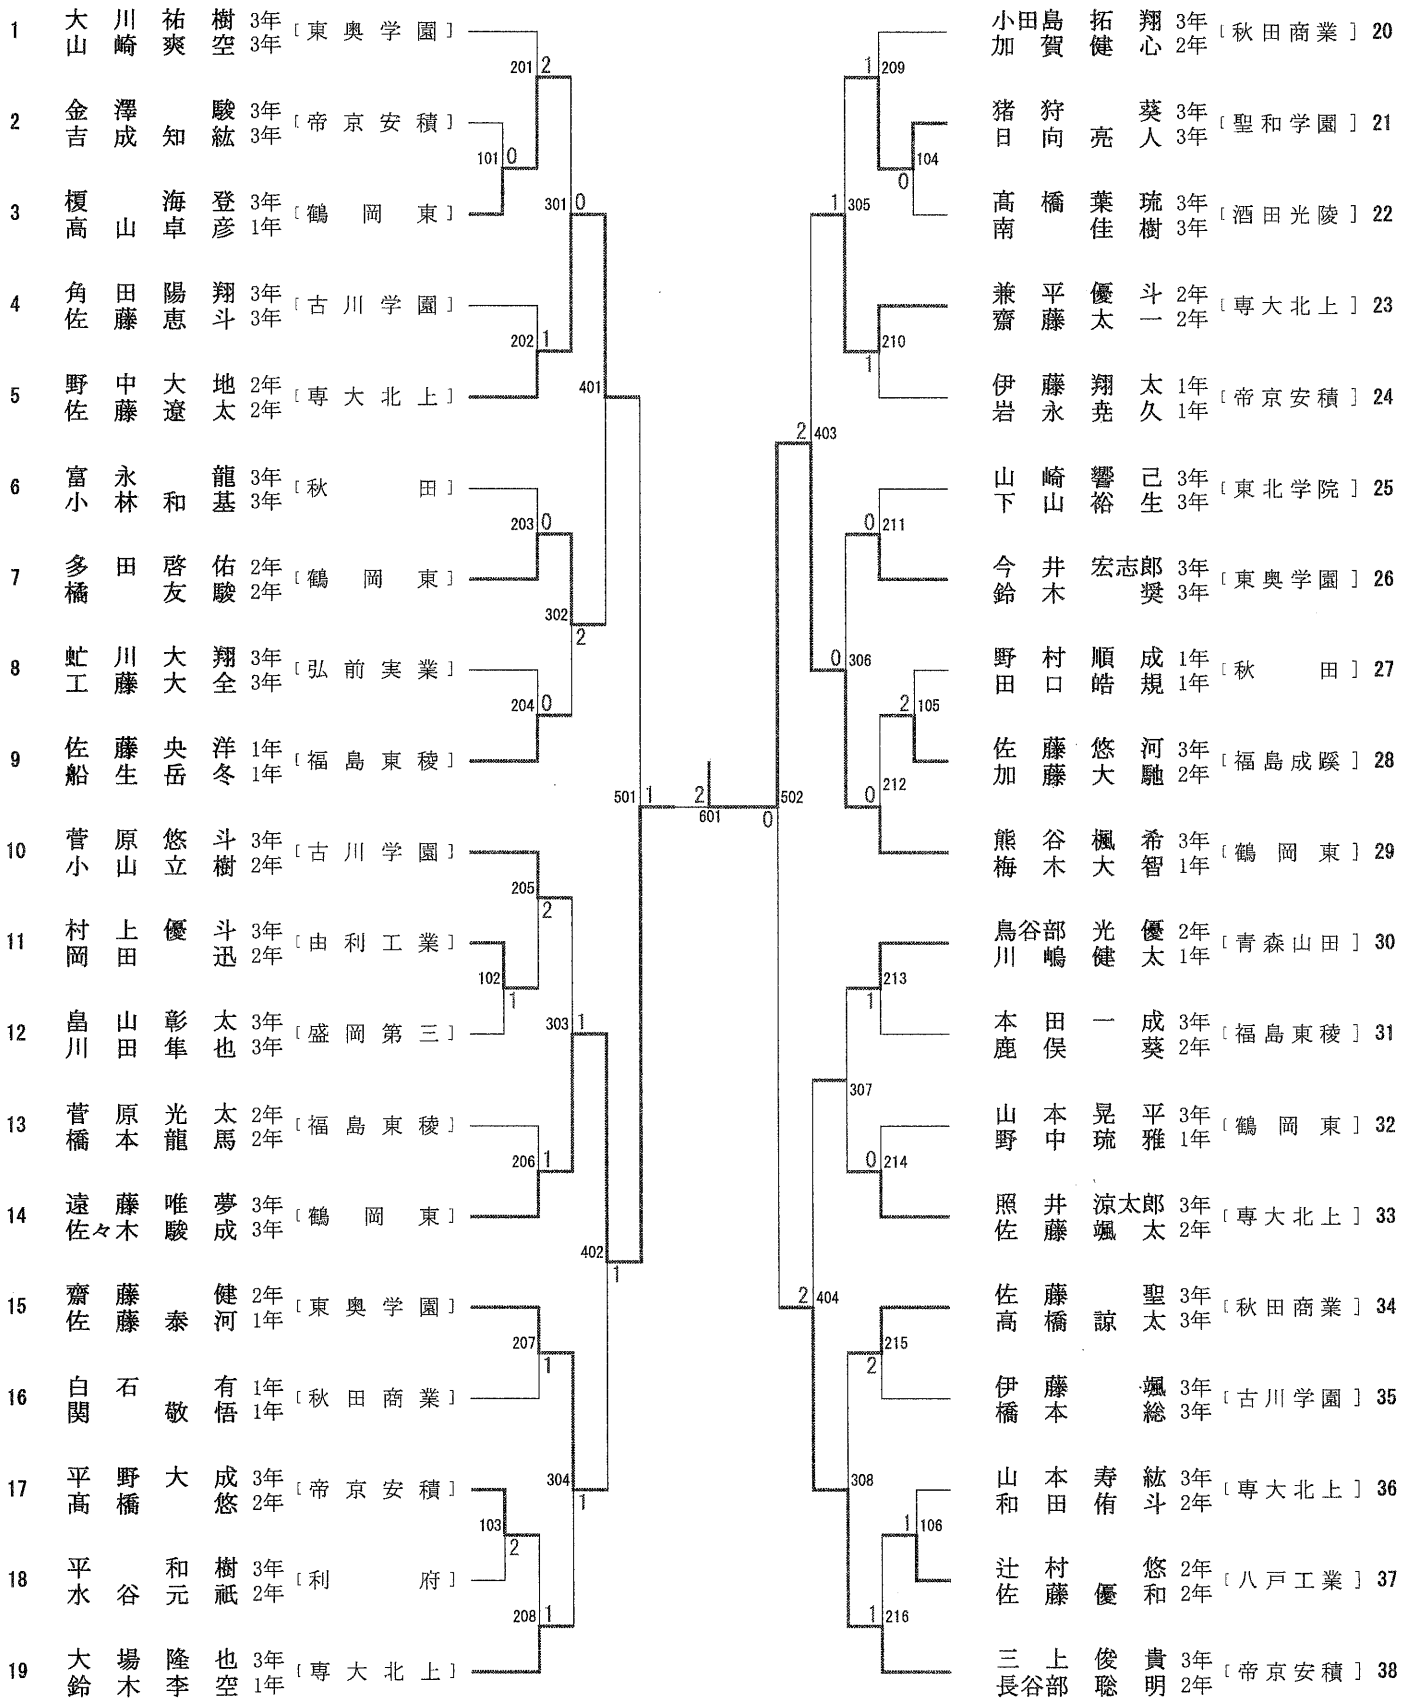 1 大川祐樹 3年 [東奥学園]
山崎爽空 3年
201 2
2 金澤駿 3年 [帝京安積]
吉成知紘 3年
101 0
3 榎海登 3年 [鶴岡東]
高山卓彦 1年
301 0
4 角田陽翔 3年 [古川学園]
佐藤恵斗 3年
202 1
5 野中大地 2年 [専大北上]
佐藤遼太 2年
401
6 富永龍 3年 [秋田]
小林和基 3年
203 0
7 多田啓佑 2年 [鶴岡東]
橘友駿 2年
302 2
8 虻川大翔 3年 [弘前実業]
工藤大全 3年
204 0
9 佐藤央洋 1年 [福島東稜]
船生岳冬 1年
501 1
10 菅原悠斗 3年 [古川学園]
小山立樹 2年
205 2
11 村上優斗 3年 [由利工業]
岡田迅 2年
102 1
12 畠山彰太 3年 [盛岡第三]
川田隼也 3年
303 1
13 菅原光太 2年 [福島東稜]
橋本龍馬 2年
206 1
14 遠藤唯夢 3年 [鶴岡東]
佐々木駿成 3年
402 1
15 齋藤健 2年 [東奥学園]
佐藤泰河 1年
207 1
16 白石有 1年 [秋田商業]
関敬悟 1年
304 1
17 平野大成 3年 [帝京安積]
髙橋悠 2年
103 2
18 平和樹 3年 [利府]
水谷元祇 2年
208 1
19 大場隆也 3年 [専大北上]
鈴木李空 1年
2 601 0 502
小田島拓翔 3年 [秋田商業] 20
加賀健心 2年
1 209
猪狩葵 3年 [聖和学園] 21
日向亮人 3年
0 104
髙橋葉琉 3年 [酒田光陵] 22
南佳樹 3年
1 305
兼平優斗 2年 [専大北上] 23
齋藤太一 2年
1 210
伊藤翔太 1年 [帝京安積] 24
岩永尭久 1年
2 403
山崎響己 3年 [東北学院] 25
下山裕生 3年
0 211
今井宏志郎 3年 [東奥学園] 26
鈴木奨 3年
0 306
野村順成 1年 [秋田] 27
田口皓規 1年
2 105
佐藤悠河 3年 [福島成蹊] 28
加藤大馳 2年
0 212
熊谷楓希 3年 [鶴岡東] 29
梅木大智 1年
鳥谷部光優 2年 [青森山田] 30
川嶋健太 1年
1 213
本田一成 3年 [福島東稜] 31
鹿俣葵 2年
307
山本晃平 3年 [鶴岡東] 32
野中琉雅 1年
0 214
照井涼太郎 3年 [専大北上] 33
佐藤颯太 2年
2 404
佐藤聖 3年 [秋田商業] 34
高橋諒太 3年
2 215
伊藤颯 3年 [古川学園] 35
橋本総 3年
308
山本寿紘 3年 [専大北上] 36
和田侑斗 2年
1 106
辻村悠 2年 [八戸工業] 37
佐藤優和 2年
1 216
三上俊貴 3年 [帝京安積] 38
長谷部聡明 2年